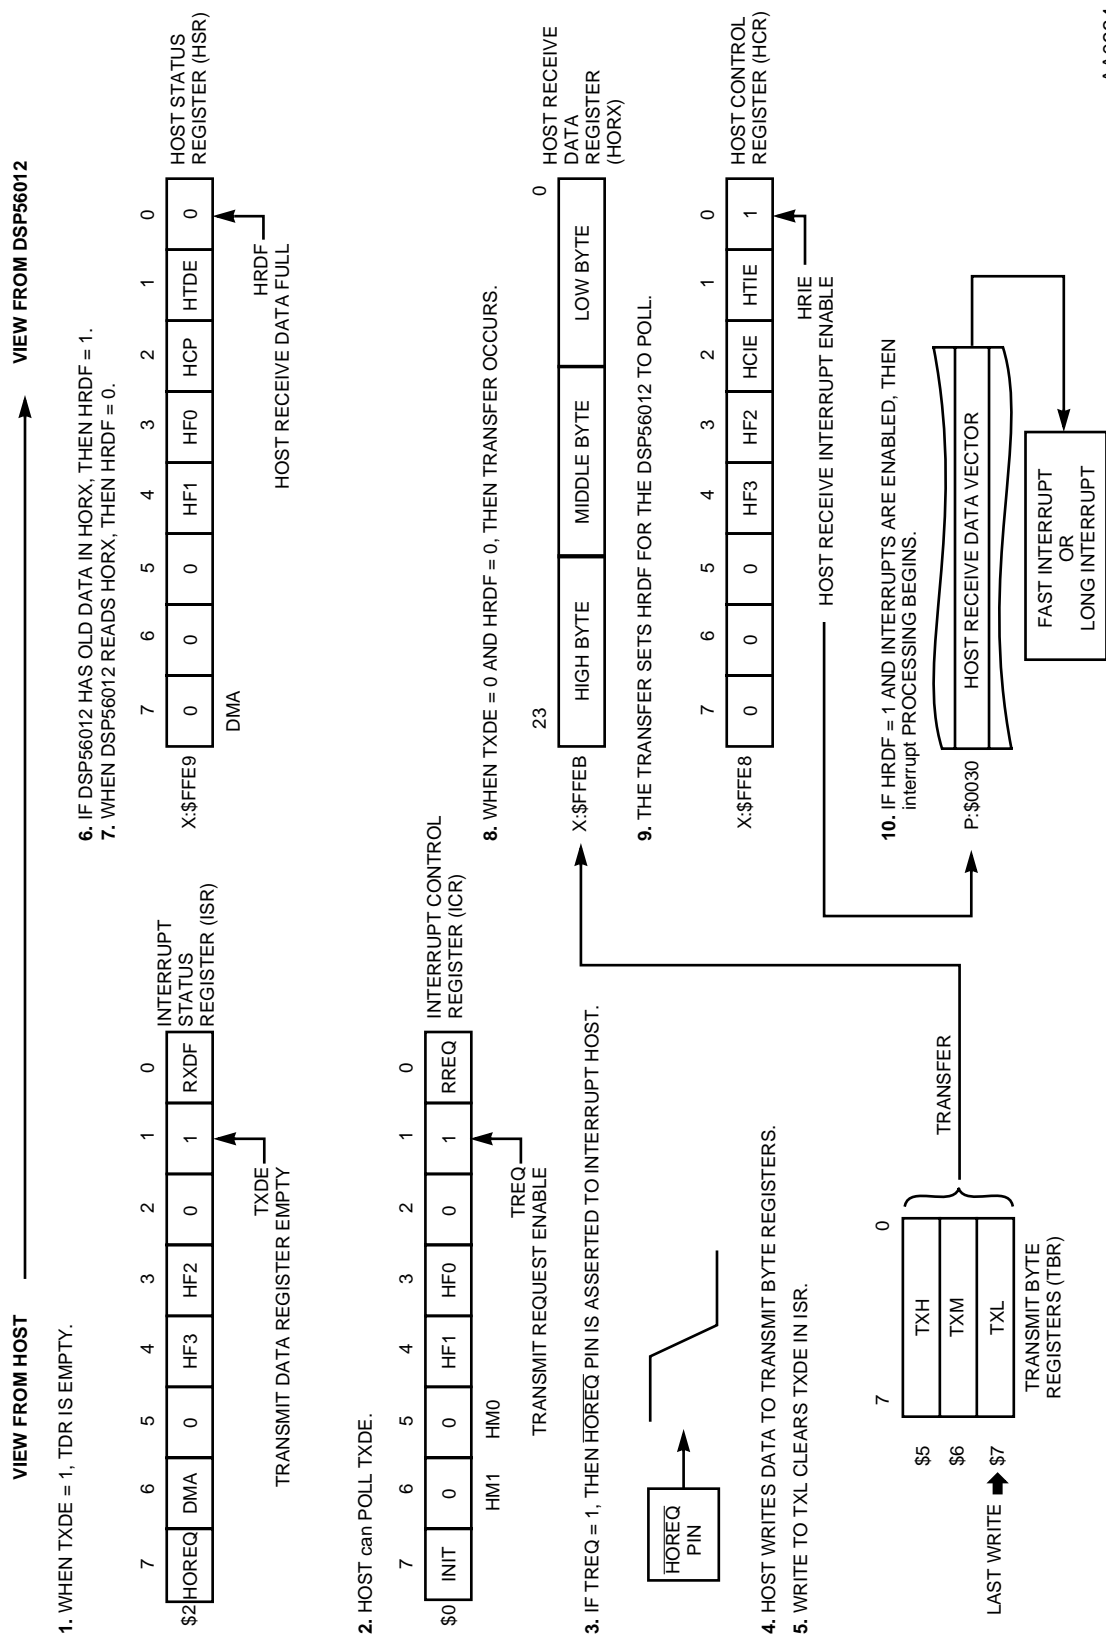 VIEW FROM HOST
VIEW FROM DSP56012
1. WHEN TXDE = 1, TDR IS EMPTY.
7 6 5 4 3 2 1 0
$2 HOREQ DMA 0 HF3 HF2 0 1 RXDF
INTERRUPT
STATUS
REGISTER (ISR)
TXDE
TRANSMIT DATA REGISTER EMPTY
2. HOST can POLL TXDE.
7 6 5 4 3 2 1 0
$0 INIT 0 0 HF1 HF0 0 1 RREQ
INTERRUPT CONTROL
REGISTER (ICR)
HM1 HM0
TREQ
TRANSMIT REQUEST ENABLE
3. IF TREQ = 1, THEN HOREQ PIN IS ASSERTED TO INTERRUPT HOST.
HOREQ
PIN
4. HOST WRITES DATA TO TRANSMIT BYTE REGISTERS.
5. WRITE TO TXL CLEARS TXDE IN ISR.
7 0
$5 TXH
$6 TXM
LAST WRITE $7 TXL
TRANSMIT BYTE
REGISTERS (TBR)
TRANSFER
6. IF DSP56012 HAS OLD DATA IN HORX, THEN HRDF = 1.
7. WHEN DSP56012 READS HORX, THEN HRDF = 0.
7 6 5 4 3 2 1 0
X:$FFE9 0 0 0 HF1 HF0 HCP HTDE 0
HOST STATUS
REGISTER (HSR)
DMA
HRDF
HOST RECEIVE DATA FULL
8. WHEN TXDE = 0 AND HRDF = 0, THEN TRANSFER OCCURS.
23 0
X:$FFEB HIGH BYTE MIDDLE BYTE LOW BYTE
HOST RECEIVE
DATA
REGISTER
(HORX)
9. THE TRANSFER SETS HRDF FOR THE DSP56012 TO POLL.
7 6 5 4 3 2 1 0
X:$FFE8 0 0 0 HF3 HF2 HCIE HTIE 1
HOST CONTROL
REGISTER (HCR)
HRIE
HOST RECEIVE INTERRUPT ENABLE
10. IF HRDF = 1 AND INTERRUPTS ARE ENABLED, THEN
interrupt PROCESSING BEGINS.
P:$0030 HOST RECEIVE DATA VECTOR
FAST INTERRUPT
OR
LONG INTERRUPT